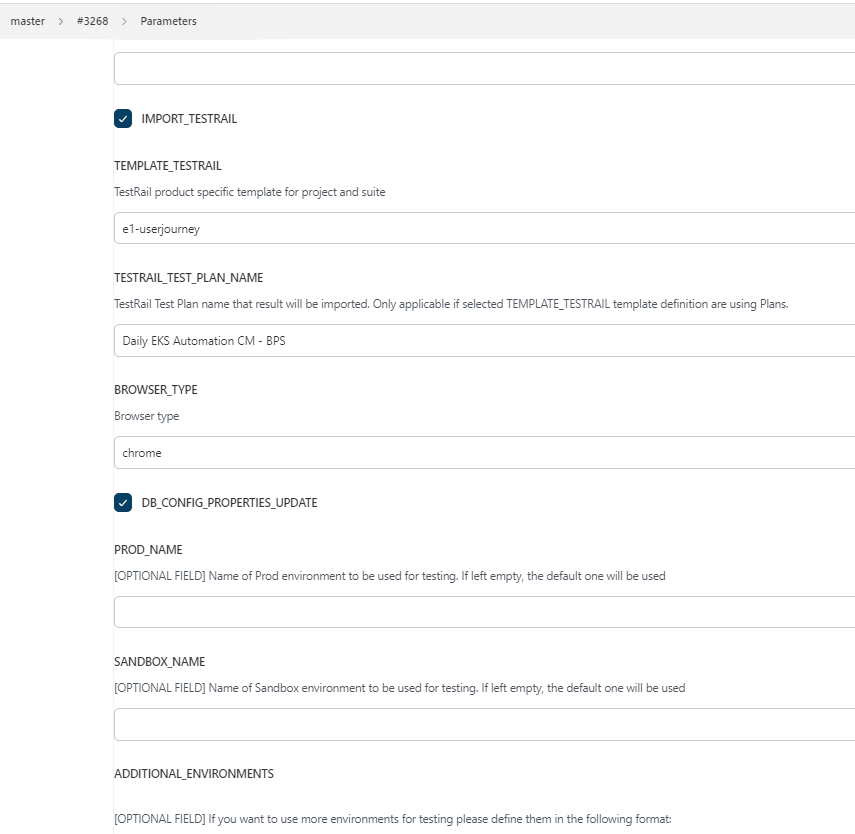 master > #3268 > Parameters
IMPORT_TESTRAIL
TEMPLATE_TESTRAIL
TestRail product specific template for project and suite
e1-userjourney
TESTRAIL_TEST_PLAN_NAME
TestRail Test Plan name that result will be imported. Only applicable if selected TEMPLATE_TESTRAIL template definition are using Plans.
Daily EKS Automation CM - BPS
BROWSER_TYPE
Browser type
chrome
DB_CONFIG_PROPERTIES_UPDATE
PROD_NAME
[OPTIONAL FIELD] Name of Prod environment to be used for testing. If left empty, the default one will be used
SANDBOX_NAME
[OPTIONAL FIELD] Name of Sandbox environment to be used for testing. If left empty, the default one will be used
ADDITIONAL_ENVIRONMENTS
[OPTIONAL FIELD] If you want to use more environments for testing please define them in the following format: